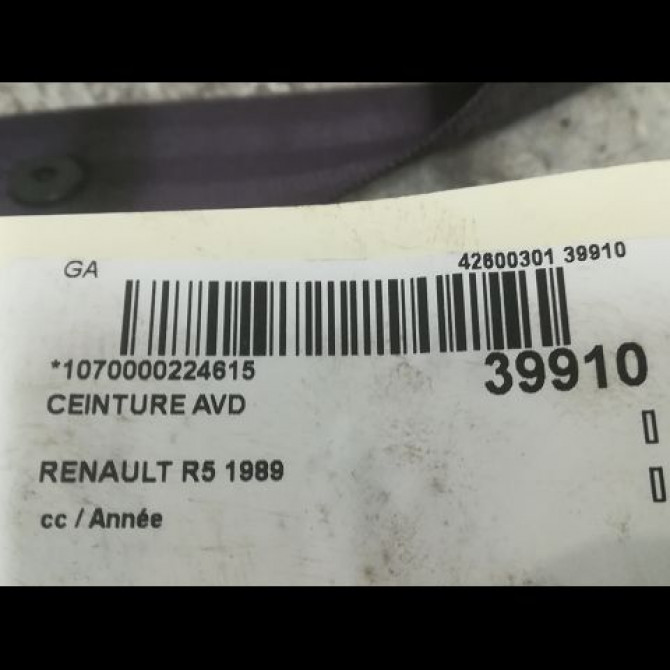 GA
42600301 39910
*1070000224615
39910
CEINTURE AVD
RENAULT R5 1989
cc / Année